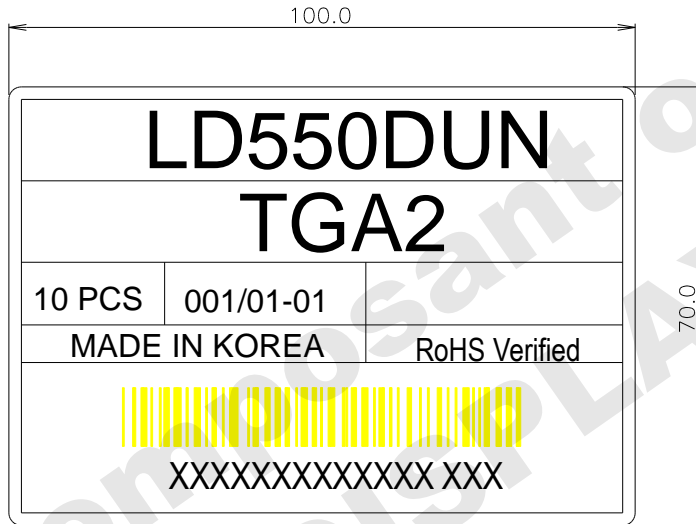 100.0
LD550DUN
TGA2
70.0
10 PCS 001/01-01
MADE IN KOREA RoHS Verified
XXXXXXXXXXXXX XXX